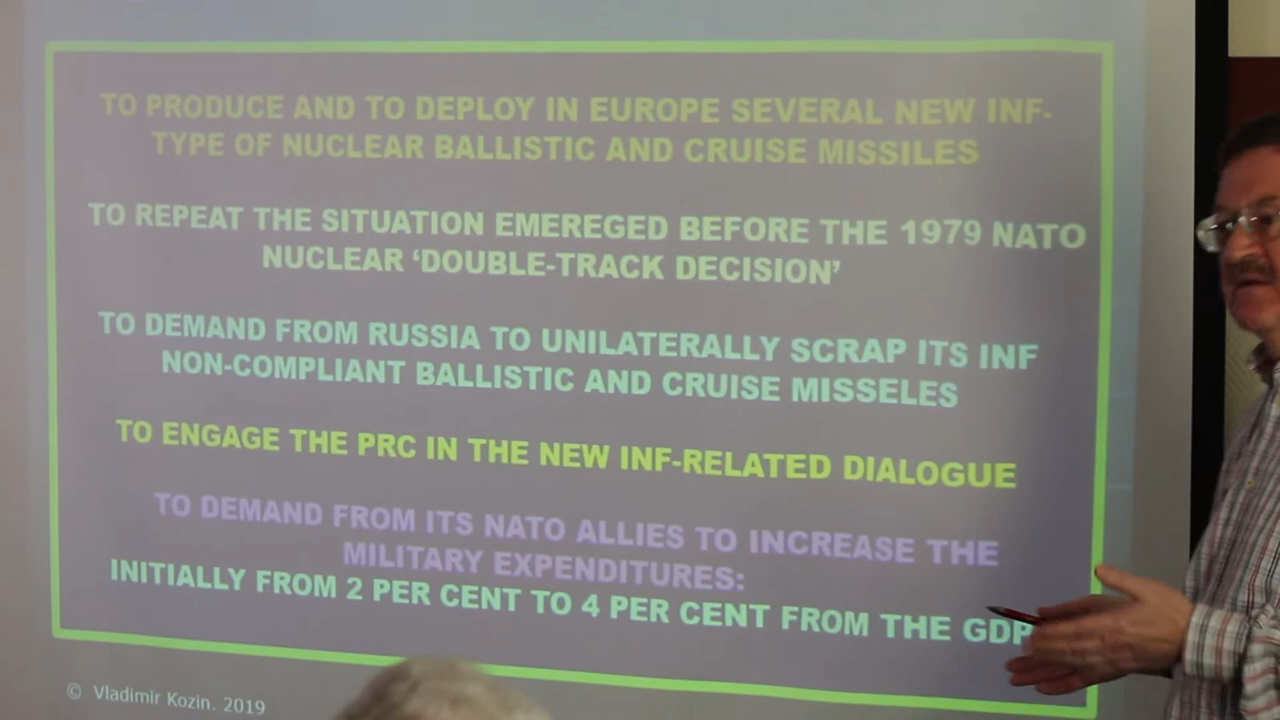 TO PRODUCE AND TO DEPLOY IN EUROPE SEVERAL NEW INF-
TYPE OF NUCLEAR BALLISTIC AND CRUISE MISSILES
TO REPEAT THE SITUATION EMEREGED BEFORE THE 1979 NATO
NUCLEAR ‘DOUBLE-TRACK DECISION’
TO DEMAND FROM RUSSIA TO UNILATERALLY SCRAP ITS INF
NON-COMPLIANT BALLISTIC AND CRUISE MISSELES
TO ENGAGE THE PRC IN THE NEW INF-RELATED DIALOGUE
TO DEMAND FROM ITS NATO ALLIES TO INCREASE THE
MILITARY EXPENDITURES:
INITIALLY FROM 2 PER CENT TO 4 PER CENT FROM THE GDP
© Vladimir Kozin. 2019